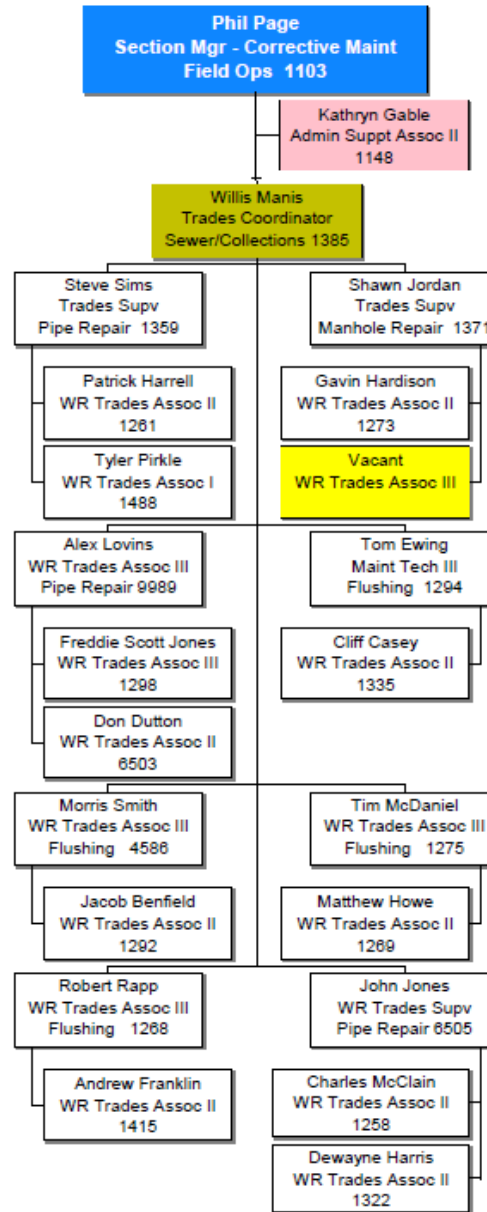 Phil Page
Section Mgr - Corrective Maint
Field Ops 1103
Kathryn Gable
Admin Suppt Assoc II
1148
Willis Manis
Trades Coordinator
Sewer/Collections 1385
Steve Sims
Trades Supv
Pipe Repair 1359
Shawn Jordan
Trades Supv
Manhole Repair 1371
Patrick Harrell
WR Trades Assoc II
1261
Gavin Hardison
WR Trades Assoc II
1273
Tyler Pirkle
WR Trades Assoc I
1488
Vacant
WR Trades Assoc III
Alex Lovins
WR Trades Assoc III
Pipe Repair 9989
Tom Ewing
Maint Tech III
Flushing 1294
Freddie Scott Jones
WR Trades Assoc III
1298
Cliff Casey
WR Trades Assoc II
1335
Don Dutton
WR Trades Assoc II
6503
Morris Smith
WR Trades Assoc III
Flushing 4586
Tim McDaniel
WR Trades Assoc III
Flushing 1275
Jacob Benfield
WR Trades Assoc II
1292
Matthew Howe
WR Trades Assoc II
1269
Robert Rapp
WR Trades Assoc III
Flushing 1268
John Jones
WR Trades Supv
Pipe Repair 6505
Andrew Franklin
WR Trades Assoc II
1415
Charles McClain
WR Trades Assoc II
1258
Dewayne Harris
WR Trades Assoc II
1322